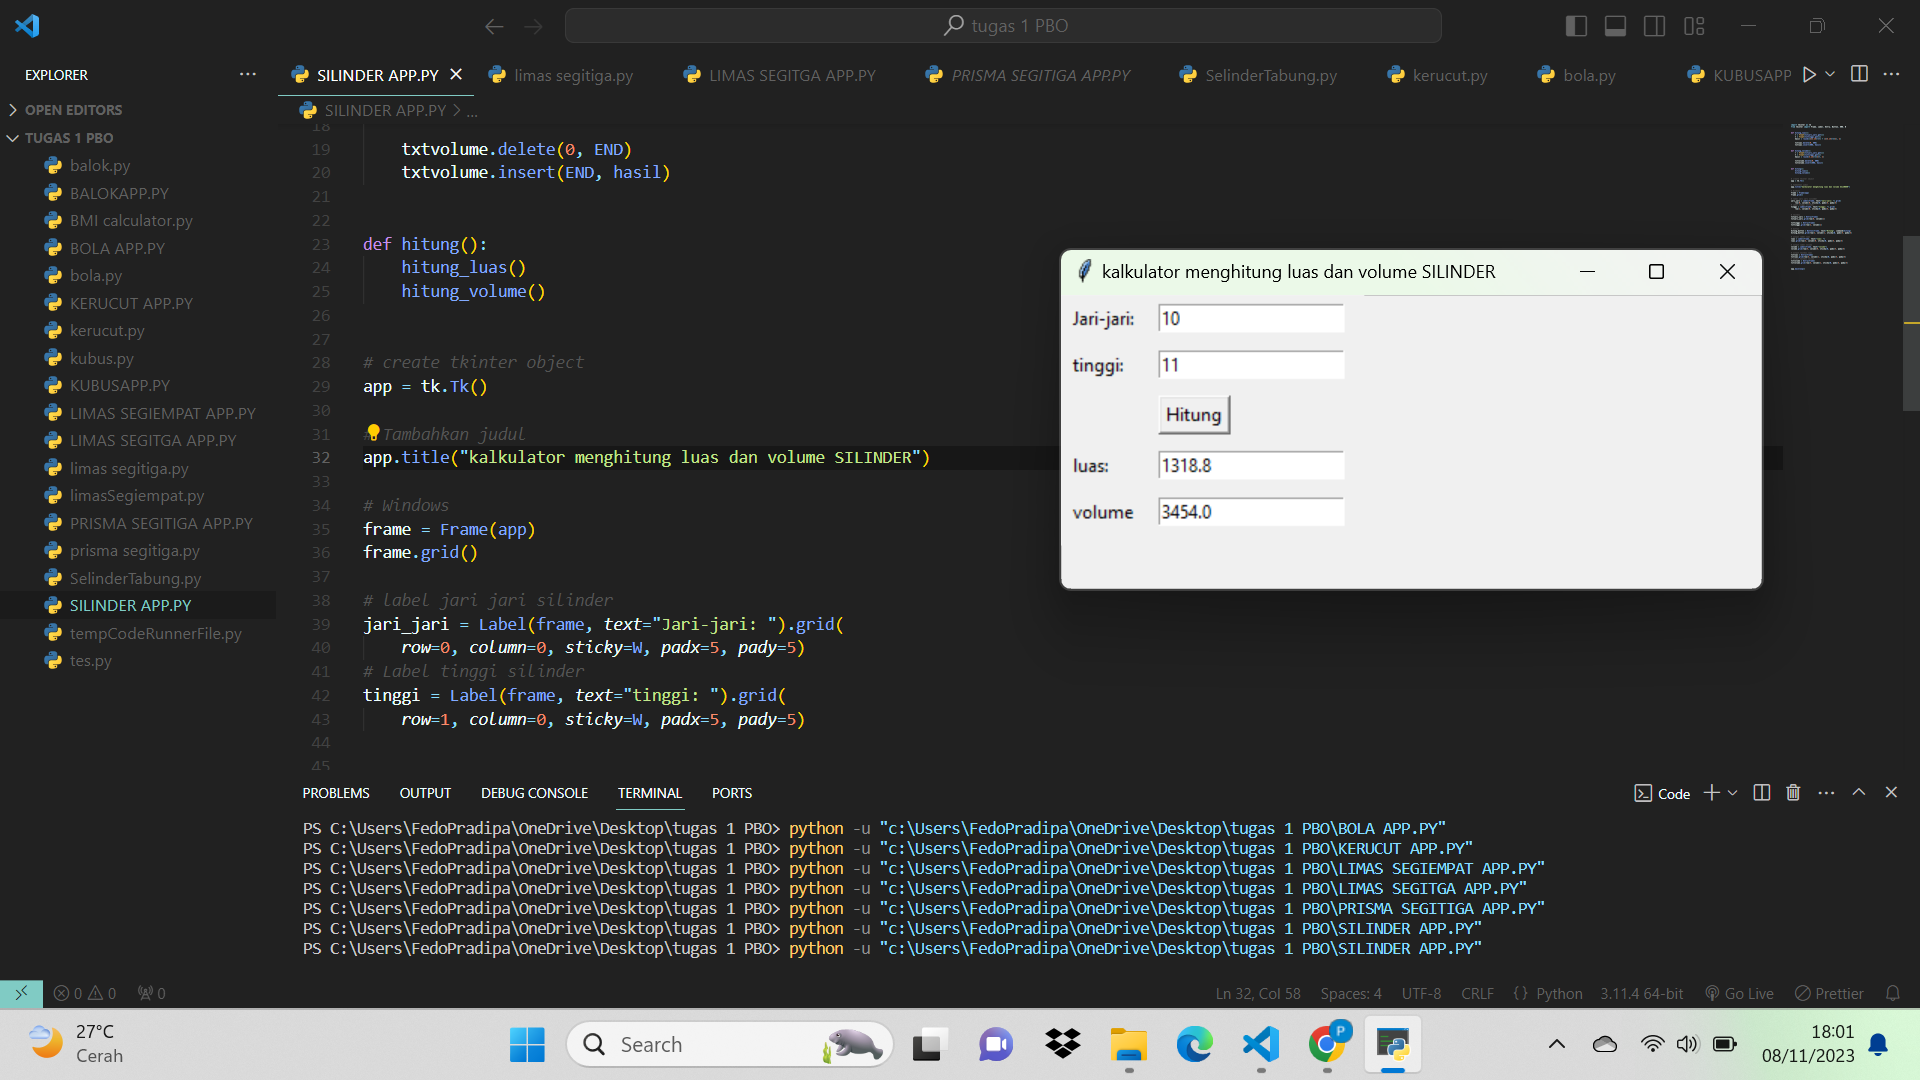 tugas 1 PBO
EXPLORER
SILINDER APP.PY
limas segitiga.py
LIMAS SEGITGA APP.PY
PRISMA SEGITIGA APP.PY
SelinderTabung.py
kerucut.py
bola.py
KUBUSAPP
OPEN EDITORS
TUGAS 1 PBO
balok.py
BALOKAPP.PY
BMI calculator.py
BOLA APP.PY
bola.py
KERUCUT APP.PY
kerucut.py
kubus.py
KUBUSAPP.PY
LIMAS SEGIEMPAT APP.PY
LIMAS SEGITGA APP.PY
limas segitiga.py
limasSegiempat.py
PRISMA SEGITIGA APP.PY
prisma segitiga.py
SelinderTabung.py
SILINDER APP.PY
tempCodeRunnerFile.py
tes.py
SILINDER APP.PY > ...
18
19 txtvolume.delete(0, END)
20 txtvolume.insert(END, hasil)
21
22
23 def hitung():
24 hitung_luas()
25 hitung_volume()
26
27
28 # create tkinter object
29 app = tk.Tk()
30
31 # Tambahkan judul
32 app.title("kalkulator menghitung luas dan volume SILINDER")
33
34 # Windows
35 frame = Frame(app)
36 frame.grid()
37
38 # label jari jari silinder
39 jari_jari = Label(frame, text="Jari-jari: ").grid(
40 row=0, column=0, sticky=W, padx=5, pady=5)
41 # Label tinggi silinder
42 tinggi = Label(frame, text="tinggi: ").grid(
43 row=1, column=0, sticky=W, padx=5, pady=5)
44
45
kalkulator menghitung luas dan volume SILINDER
Jari-jari: 10
tinggi: 11
Hitung
luas: 1318.8
volume 3454.0
PROBLEMS OUTPUT DEBUG CONSOLE TERMINAL PORTS
Code
PS C:\Users\FedoPradipa\OneDrive\Desktop\tugas 1 PBO> python -u "c:\Users\FedoPradipa\OneDrive\Desktop\tugas 1 PBO\BOLA APP.PY"
PS C:\Users\FedoPradipa\OneDrive\Desktop\tugas 1 PBO> python -u "c:\Users\FedoPradipa\OneDrive\Desktop\tugas 1 PBO\KERUCUT APP.PY"
PS C:\Users\FedoPradipa\OneDrive\Desktop\tugas 1 PBO> python -u "c:\Users\FedoPradipa\OneDrive\Desktop\tugas 1 PBO\LIMAS SEGIEMPAT APP.PY"
PS C:\Users\FedoPradipa\OneDrive\Desktop\tugas 1 PBO> python -u "c:\Users\FedoPradipa\OneDrive\Desktop\tugas 1 PBO\LIMAS SEGITGA APP.PY"
PS C:\Users\FedoPradipa\OneDrive\Desktop\tugas 1 PBO> python -u "c:\Users\FedoPradipa\OneDrive\Desktop\tugas 1 PBO\PRISMA SEGITIGA APP.PY"
PS C:\Users\FedoPradipa\OneDrive\Desktop\tugas 1 PBO> python -u "c:\Users\FedoPradipa\OneDrive\Desktop\tugas 1 PBO\SILINDER APP.PY"
PS C:\Users\FedoPradipa\OneDrive\Desktop\tugas 1 PBO> python -u "c:\Users\FedoPradipa\OneDrive\Desktop\tugas 1 PBO\SILINDER APP.PY"
0 0 0
Ln 32, Col 58 Spaces: 4 UTF-8 CRLF {} Python 3.11.4 64-bit Go Live Prettier
27°C
Cerah
Search
P
18:01
08/11/2023